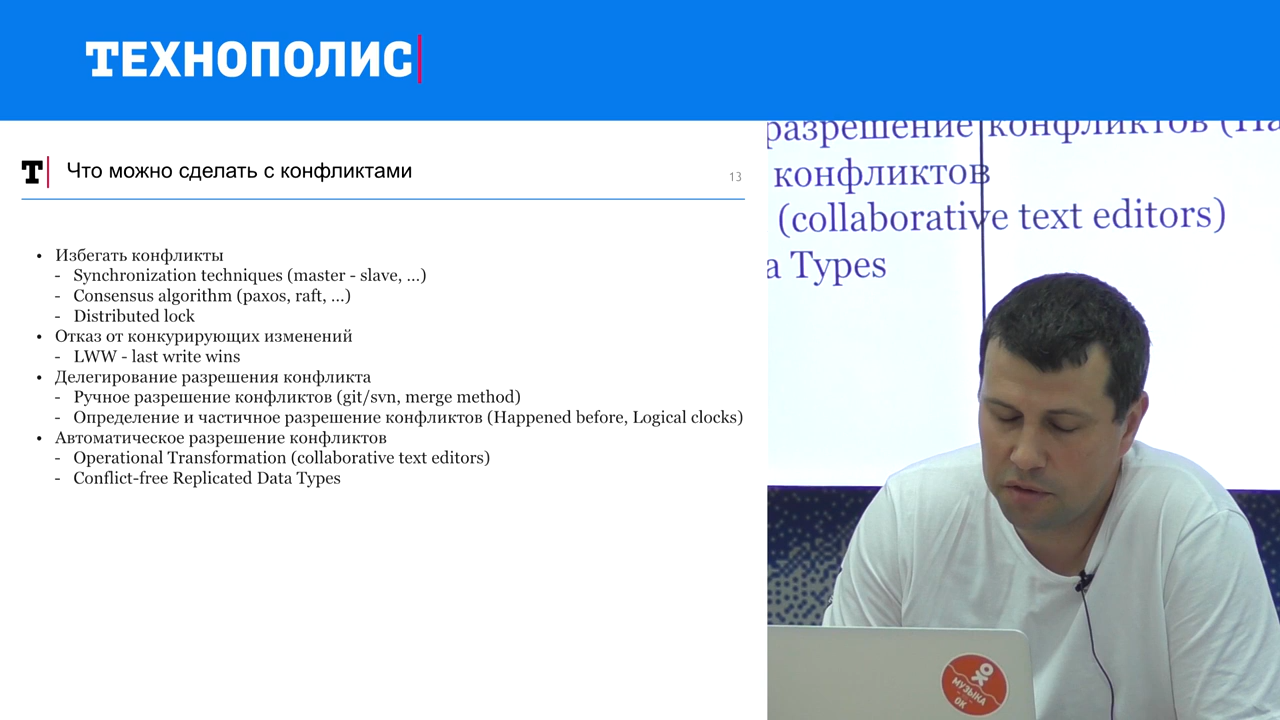 ТЕХНОПОЛИС
Т Что можно сделать с конфликтами
13
• Избегать конфликты
- Synchronization techniques (master - slave, ...)
- Consensus algorithm (paxos, raft, ...)
- Distributed lock
• Отказ от конкурирующих изменений
- LWW - last write wins
• Делегирование разрешения конфликта
- Ручное разрешение конфликтов (git/svn, merge method)
- Определение и частичное разрешение конфликтов (Happened before, Logical clocks)
• Автоматическое разрешение конфликтов
- Operational Transformation (collaborative text editors)
- Conflict-free Replicated Data Types
разрешение конфликтов (Ha
конфликтов
(collaborative text editors)
a Types
МУЗЫКА
ОК